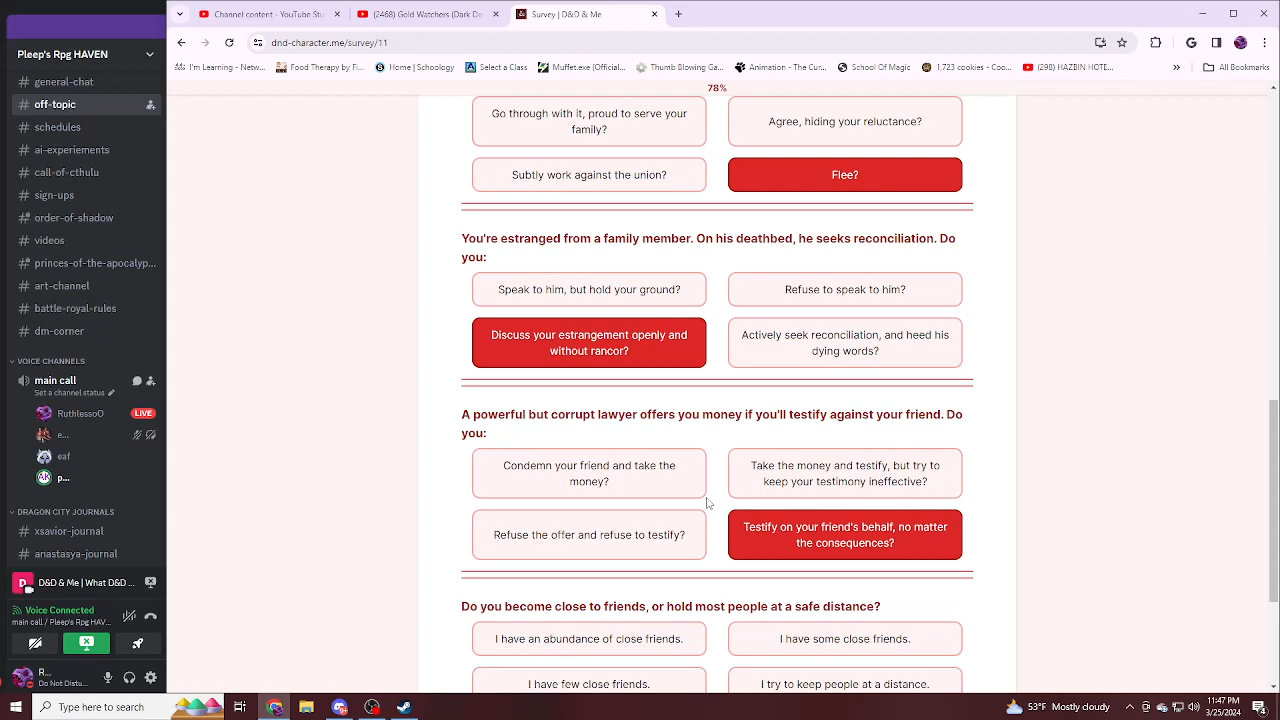 Pleep's Rpg HAVEN
general-chat
off-topic
schedules
ai-experiements
call-of-cthulu
sign-ups
order-of-shadow
videos
princes-of-the-apocalyp...
art-channel
battle-royal-rules
dm-corner
VOICE CHANNELS
main call
Set a channel status
RuthlessoO
LIVE
e...
eaf
p...
DRAGON CITY JOURNALS
xsavior-journal
anastasya-journal
D&D & Me | What D&D ...
Voice Connected
main call / Pleep's Rpg HAV...
R...
Do Not Distu...
Channel content - YouTube Stu
(2468) Gold Watchers (Dark De
Survey | D&D & Me
dnd-character.me/survey/11
I'm Learning - Netw...
Food Therapy by Fi...
Home | Schoology
Select a Class
Muffet.exe (Official...
Thumb Blowing Ga...
Animation - The Cur...
School Of Magic
1,723 cookies - Coo...
(298) HAZBIN HOTE...
All Bookmarks
78%
Go through with it, proud to serve your
family?
Agree, hiding your reluctance?
Subtly work against the union?
Flee?
You're estranged from a family member. On his deathbed, he seeks reconciliation. Do
you:
Speak to him, but hold your ground?
Refuse to speak to him?
Discuss your estrangement openly and
without rancor?
Actively seek reconciliation, and heed his
dying words?
A powerful but corrupt lawyer offers you money if you'll testify against your friend. Do
you:
Condemn your friend and take the
money?
Take the money and testify, but try to
keep your testimony ineffective?
Refuse the offer and refuse to testify?
Testify on your friend's behalf, no matter
the consequences?
Do you become close to friends, or hold most people at a safe distance?
I have an abundance of close friends.
I have some close friends.
I have few close friends.
I try to keep people at a distance.
Type here to search
53°F Mostly cloudy
11:47 PM
3/25/2024